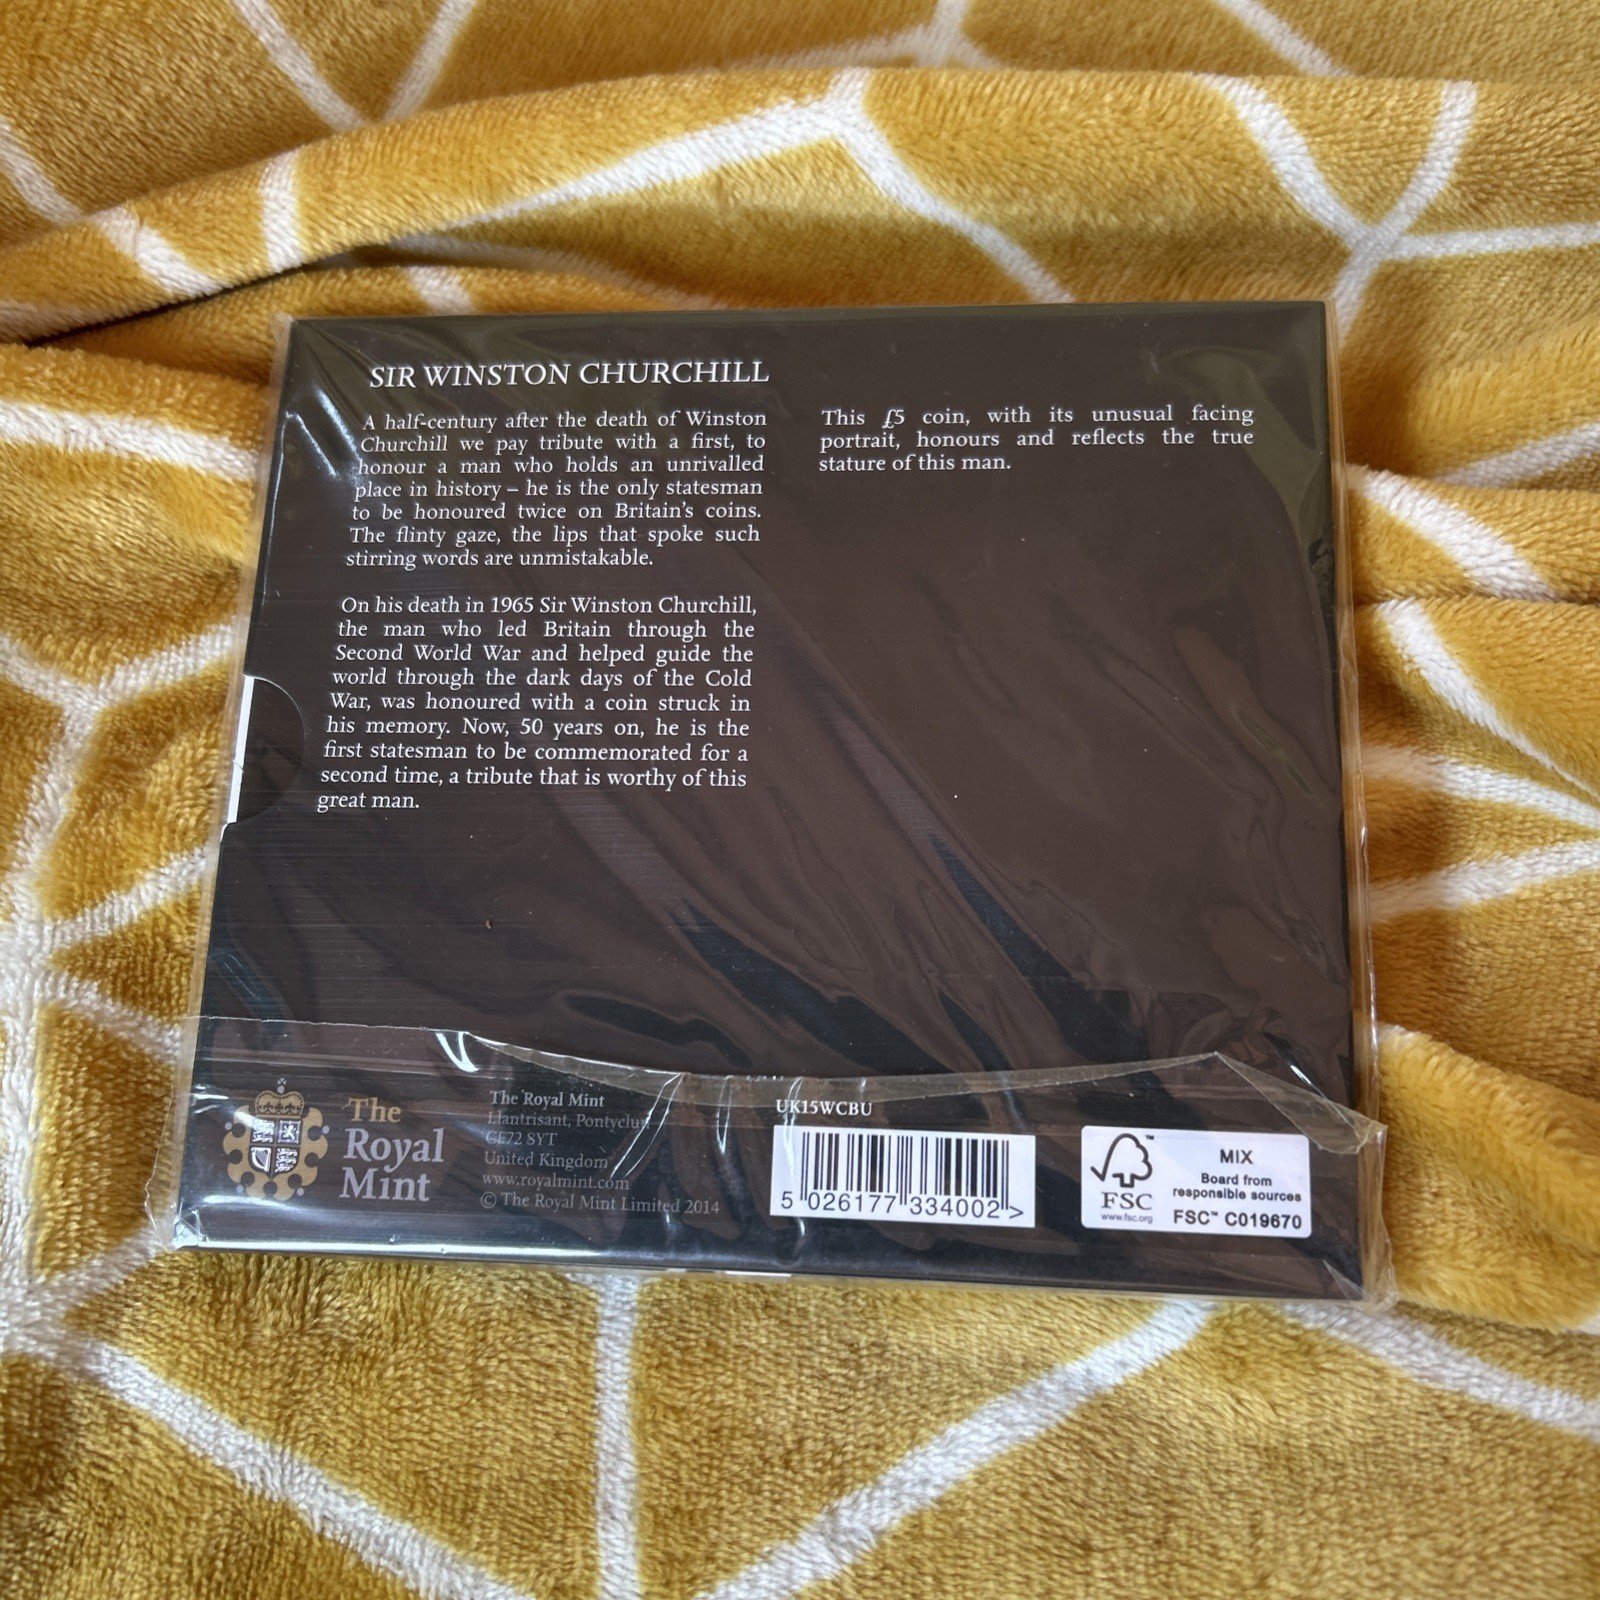 SIR WINSTON CHURCHILL
A half-century after the death of Winston
Churchill we pay tribute with a first, to
honour a man who holds an unrivalled
place in history – he is the only statesman
to be honoured twice on Britain's coins.
The flinty gaze, the lips that spoke such
stirring words are unmistakable.
On his death in 1965 Sir Winston Churchill,
the man who led Britain through the
Second World War and helped guide the
world through the dark days of the Cold
War, was honoured with a coin struck in
his memory. Now, 50 years on, he is the
first statesman to be commemorated for a
second time, a tribute that is worthy of this
great man.
This £5 coin, with its unusual facing
portrait, honours and reflects the true
stature of this man.
The
Royal
Mint
The Royal Mint
Llantrisant, Pontyclun
CF72 8YT
United Kingdom
www.royalmint.com
© The Royal Mint Limited 2014
UK15WCBU
5 026177 334002 >
FSC
www.fsc.org
MIX
Board from
responsible sources
FSC™ C019670